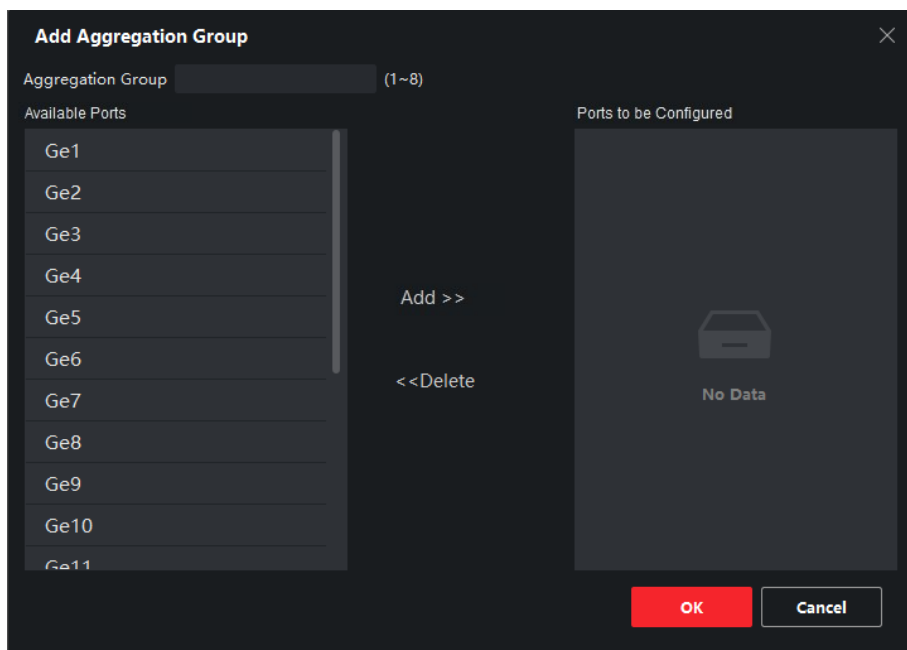 Add Aggregation Group
Aggregation Group (1~8)
Available Ports
Ports to be Configured
Ge1
Ge2
Ge3
Ge4
Ge5
Ge6
Ge7
Ge8
Ge9
Ge10
Ge11
Add >>
<<Delete
No Data
OK
Cancel